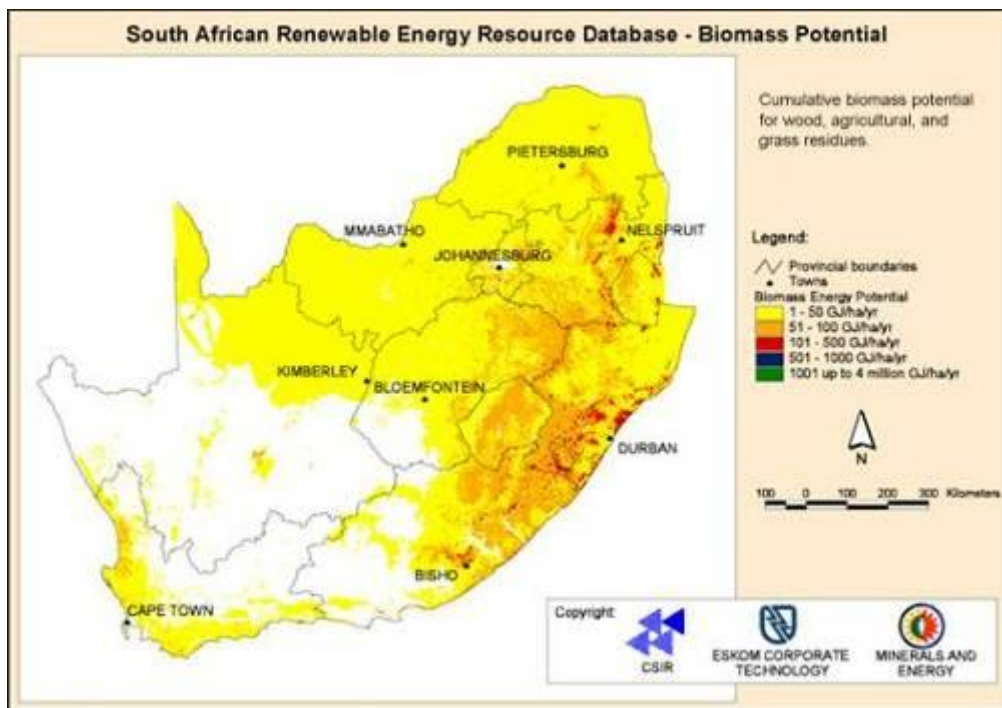 South African Renewable Energy Resource Database - Biomass Potential
Cumulative biomass potential
for wood, agricultural, and
grass residues.
PIETERSBURG
MMABATHO
NELSPRUIT
JOHANNESBURG
KIMBERLEY
BLOEMFONTEIN
DURBAN
BISHO
CAPE TOWN
Legend:
Provincial boundaries
Towns
Biomass Energy Potential
1 - 50 GJ/ha/yr
51 - 100 GJ/ha/yr
101 - 500 GJ/ha/yr
501 - 1000 GJ/ha/yr
1001 up to 4 million GJ/ha/yr
N
100 0 100 200 300 Kilometers
Copyright:
CSIR
ESKOM CORPORATE
TECHNOLOGY
MINERALS AND
ENERGY